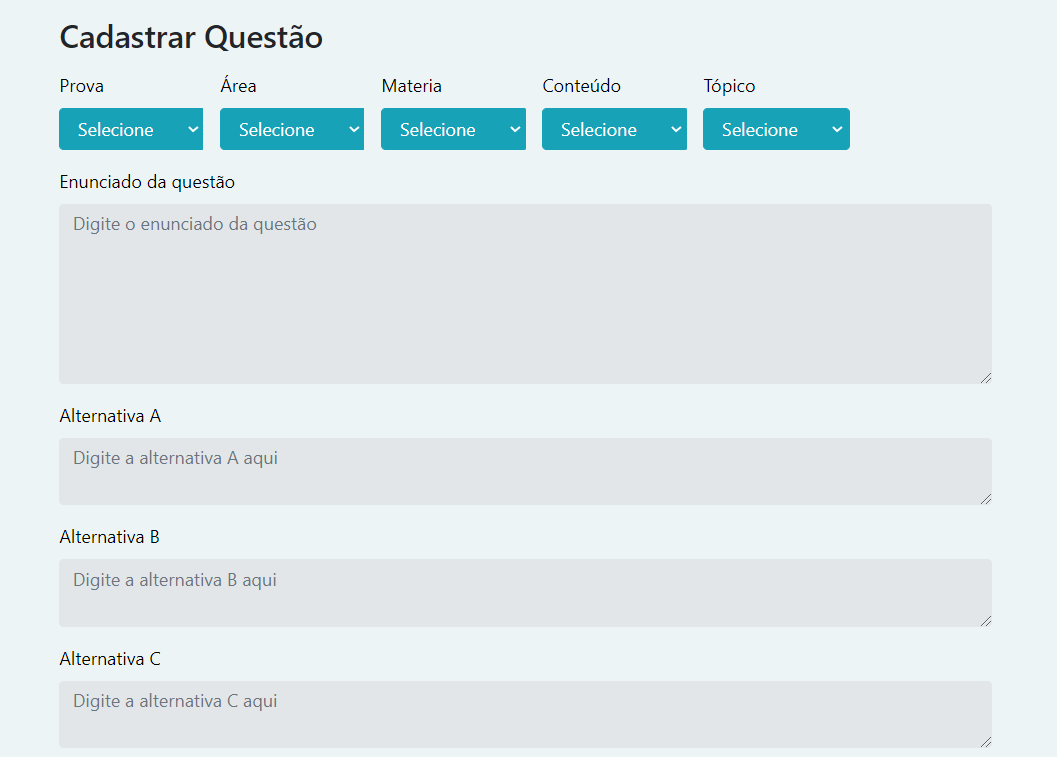 Cadastrar Questão
Prova Área Materia Conteúdo Tópico
Selecione Selecione Selecione Selecione Selecione
Enunciado da questão
Digite o enunciado da questão
Alternativa A
Digite a alternativa A aqui
Alternativa B
Digite a alternativa B aqui
Alternativa C
Digite a alternativa C aqui